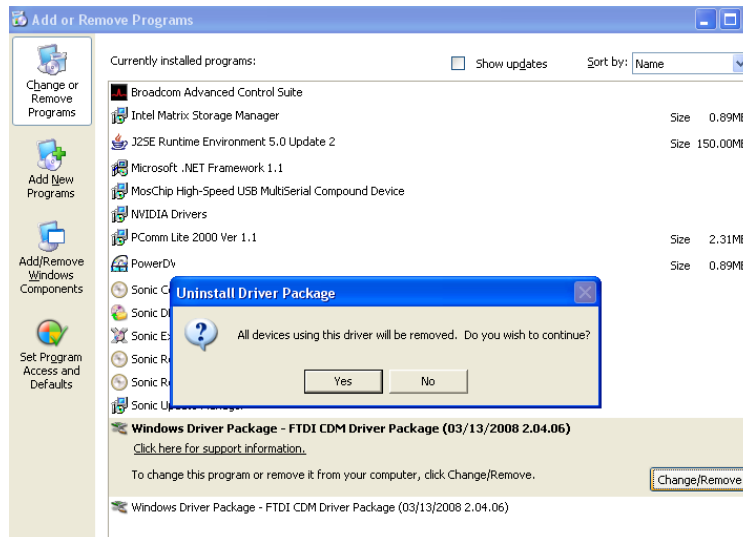 Add or Remove Programs
Change or
Remove
Programs
Add New
Programs
Add/Remove
Windows
Components
Set Program
Access and
Defaults
Currently installed programs:
Show updates
Sort by: Name
Broadcom Advanced Control Suite
Intel Matrix Storage Manager Size 0.89MB
J2SE Runtime Environment 5.0 Update 2 Size 150.00MB
Microsoft .NET Framework 1.1
MosChip High-Speed USB MultiSerial Compound Device
NVIDIA Drivers
PComm Lite 2000 Ver 1.1 Size 2.31MB
PowerDV Size 0.89MB
Sonic
Sonic
Sonic
Sonic
Sonic
Sonic Update Manager
Uninstall Driver Package
All devices using this driver will be removed. Do you wish to continue?
Yes No
Windows Driver Package - FTDI CDM Driver Package (03/13/2008 2.04.06)
Click here for support information.
To change this program or remove it from your computer, click Change/Remove.
Change/Remove
Windows Driver Package - FTDI CDM Driver Package (03/13/2008 2.04.06)